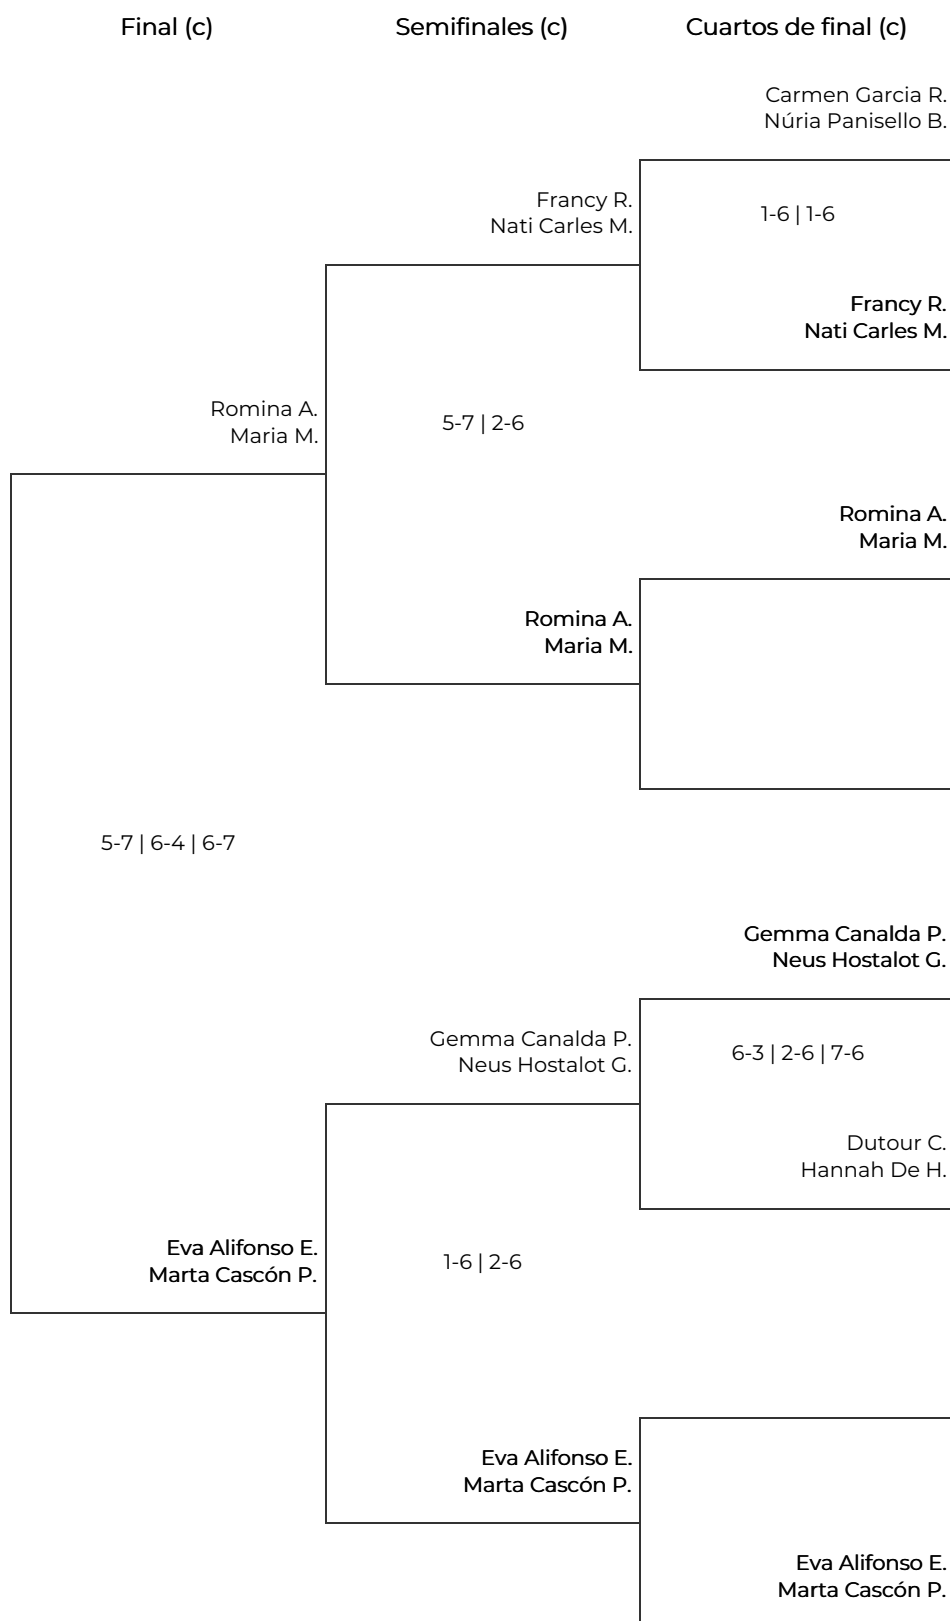 Final (c)
Semifinales (c)
Cuartos de final (c)
Carmen Garcia R.
Núria Panisello B.
Francy R.
Nati Carles M.
1-6 | 1-6
Francy R.
Nati Carles M.
Romina A.
Maria M.
5-7 | 2-6
Romina A.
Maria M.
Romina A.
Maria M.
5-7 | 6-4 | 6-7
Gemma Canalda P.
Neus Hostalot G.
Gemma Canalda P.
Neus Hostalot G.
6-3 | 2-6 | 7-6
Dutour C.
Hannah De H.
Eva Alifonso E.
Marta Cascón P.
1-6 | 2-6
Eva Alifonso E.
Marta Cascón P.
Eva Alifonso E.
Marta Cascón P.